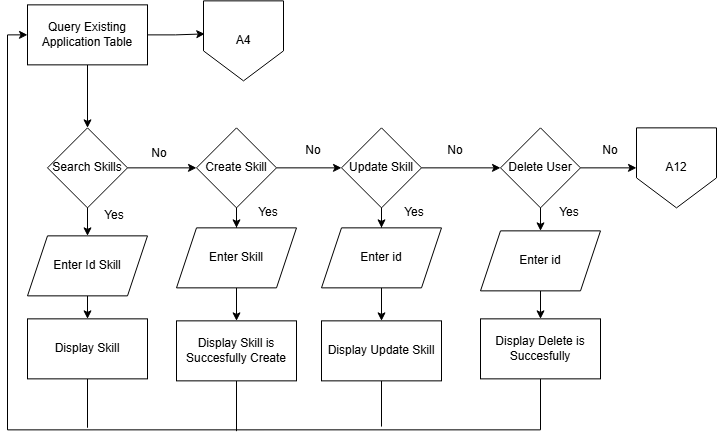 Query Existing
Application Table
A4
Search Skills
No
Create Skill
No
Update Skill
No
Delete User
No
A12
Yes
Yes
Yes
Yes
Enter Id Skill
Enter Skill
Enter id
Enter id
Display Skill
Display Skill is
Succesfully Create
Display Update Skill
Display Delete is
Succesfully